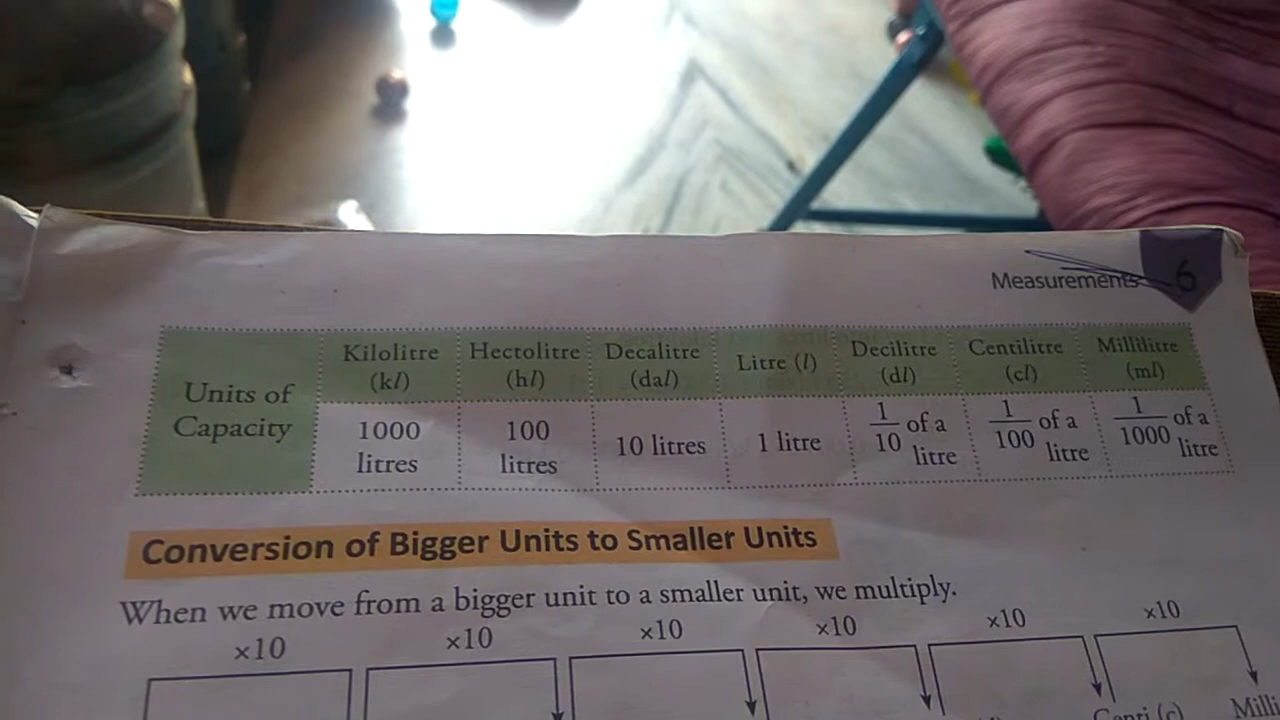 Measurements 6
Units of
Capacity
Kilolitre
(kl)
Hectolitre
(hl)
Decalitre
(dal)
Litre (l)
Decilitre
(dl)
Centilitre
(cl)
Millilitre
(ml)
1000
litres
100
litres
10 litres
1 litre
1/10 of a
litre
1/100 of a
litre
1/1000 of a
litre
Conversion of Bigger Units to Smaller Units
When we move from a bigger unit to a smaller unit, we multiply.
×10 ×10 ×10 ×10 ×10 ×10
Centi (c) Milli